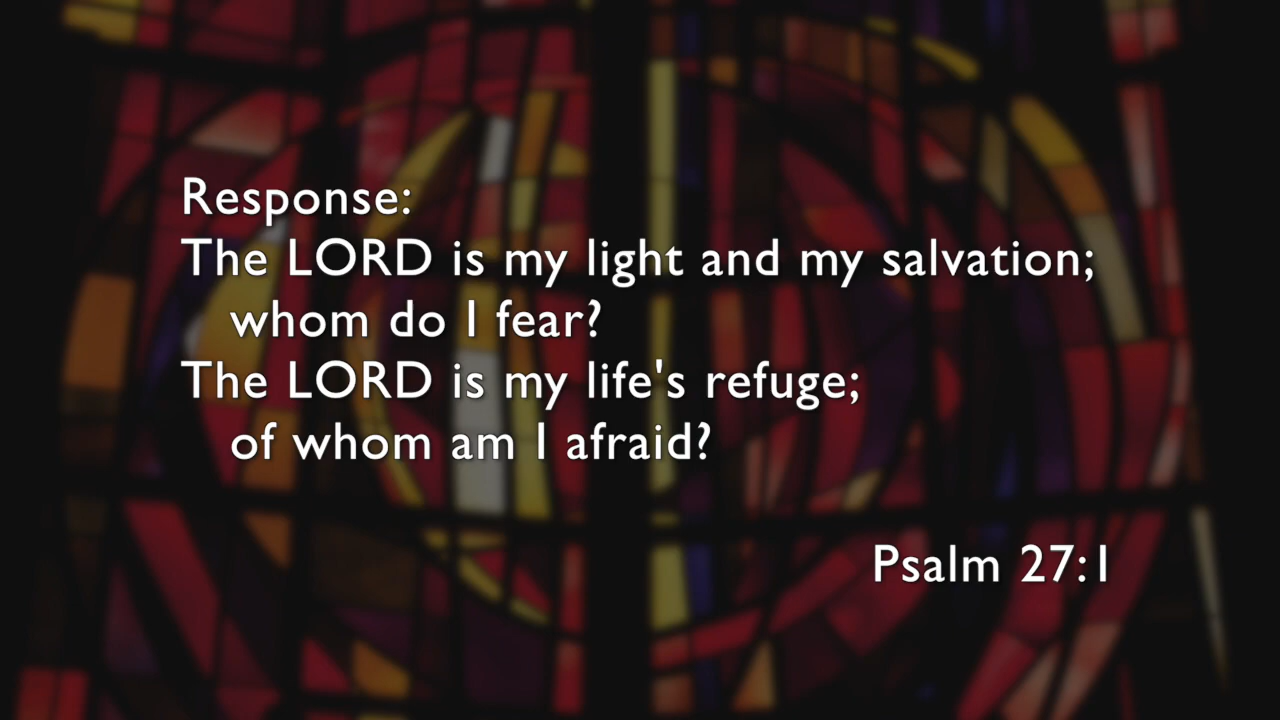 Response:
The LORD is my light and my salvation;
whom do I fear?
The LORD is my life's refuge;
of whom am I afraid?
Psalm 27:1